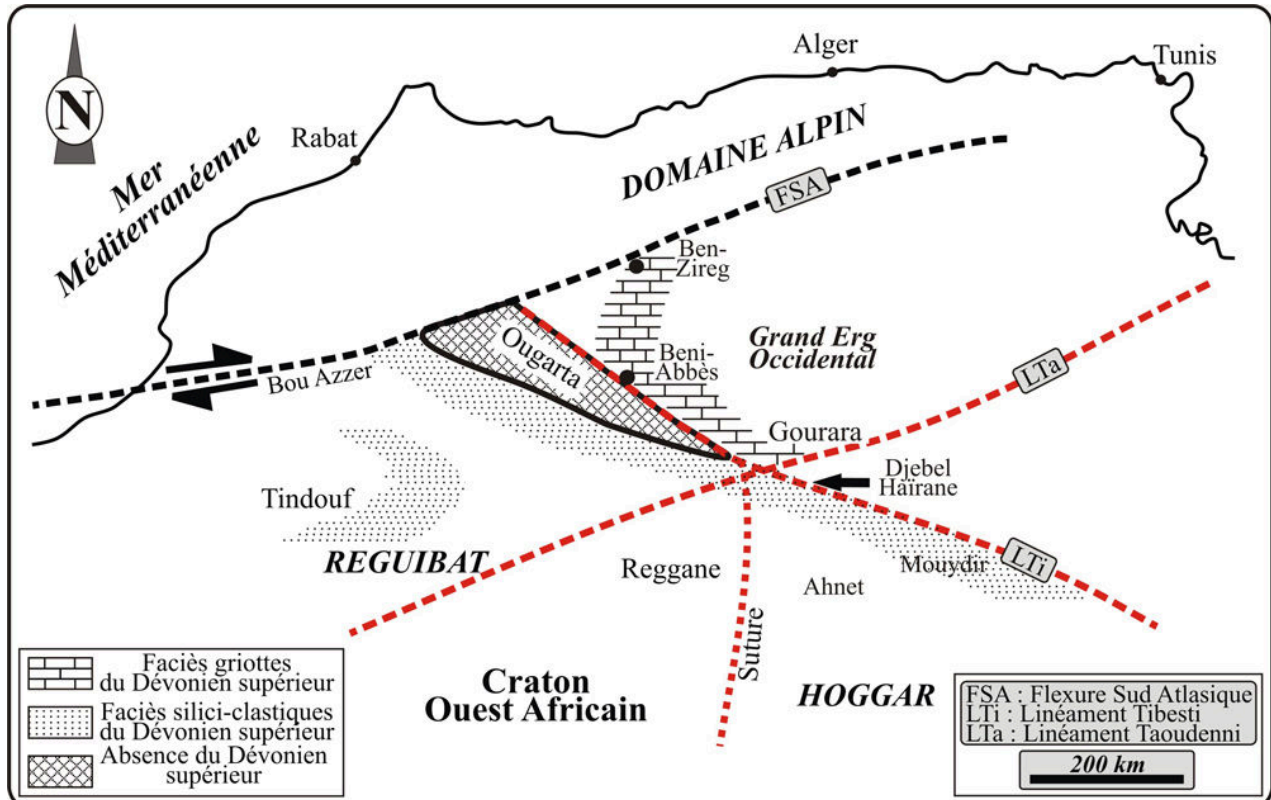 N
Alger
Tunis
Rabat
Mer
Méditerranéenne
DOMAINE ALPIN
FSA
Ben-
Zireg
Ougarta
Grand Erg
Occidental
Beni-
Abbès
LTa
Bou Azzer
Gourara
Djebel
Haïrane
Tindouf
REGUIBAT
Reggane
Mouydir
LTi
Ahnet
Suture
Craton
Ouest Africain
HOGGAR
Faciès griottes
du Dévonien supérieur
Faciès silici-clastiques
du Dévonien supérieur
Absence du Dévonien
supérieur
FSA : Flexure Sud Atlasique
LTi : Linéament Tibesti
LTa : Linéament Taoudenni
200 km